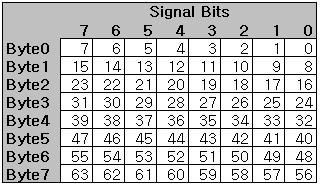 Signal Bits
7 6 5 4 3 2 1 0
Byte0 7 6 5 4 3 2 1 0
Byte1 15 14 13 12 11 10 9 8
Byte2 23 22 21 20 19 18 17 16
Byte3 31 30 29 28 27 26 25 24
Byte4 39 38 37 36 35 34 33 32
Byte5 47 46 45 44 43 42 41 40
Byte6 55 54 53 52 51 50 49 48
Byte7 63 62 61 60 59 58 57 56